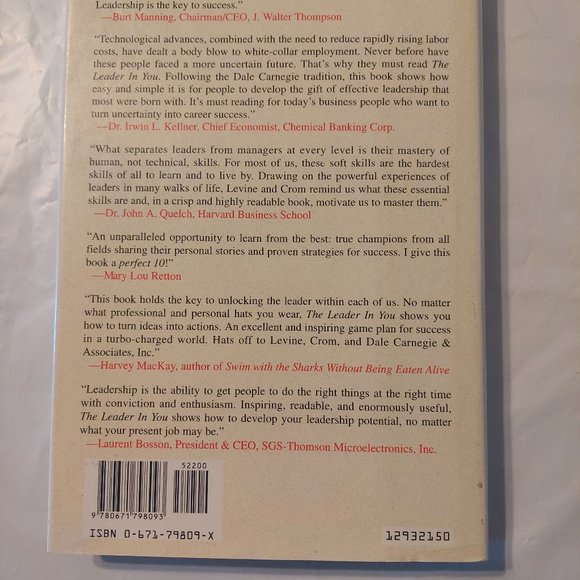 Leadership is the key to success."
—Burt Manning, Chairman/CEO, J. Walter Thompson
"Technological advances, combined with the need to reduce rapidly rising labor
costs, have dealt a body blow to white-collar employment. Never before have
these people faced a more uncertain future. That's why they must read The
Leader In You. Following the Dale Carnegie tradition, this book shows how
easy and simple it is for people to develop the gift of effective leadership that
most were born with. It's must reading for today's business people who want to
turn uncertainty into career success."
—Dr. Irwin L. Kellner, Chief Economist, Chemical Banking Corp.
"What separates leaders from managers at every level is their mastery of
human, not technical, skills. For most of us, these soft skills are the hardest
skills of all to learn and to live by. Drawing on the powerful experiences of
leaders in many walks of life, Levine and Crom remind us what these essential
skills are and, in a crisp and highly readable book, motivate us to master them."
—Dr. John A. Quelch, Harvard Business School
"An unparalleled opportunity to learn from the best: true champions from all
fields sharing their personal stories and proven strategies for success. I give this
book a perfect 10!"
—Mary Lou Retton
"This book holds the key to unlocking the leader within each of us. No matter
what professional and personal hats you wear, The Leader In You shows you
how to turn ideas into actions. An excellent and inspiring game plan for success
in a turbo-charged world. Hats off to Levine, Crom, and Dale Carnegie &
Associates, Inc."
—Harvey MacKay, author of Swim with the Sharks Without Being Eaten Alive
"Leadership is the ability to get people to do the right things at the right time
with conviction and enthusiasm. Inspiring, readable, and enormously useful,
The Leader In You shows how to develop your leadership potential, no matter
what your present job may be."
—Laurent Bosson, President & CEO, SGS-Thomson Microelectronics, Inc.
52200
9 780671 798093
ISBN 0-671-79809-X
12932150